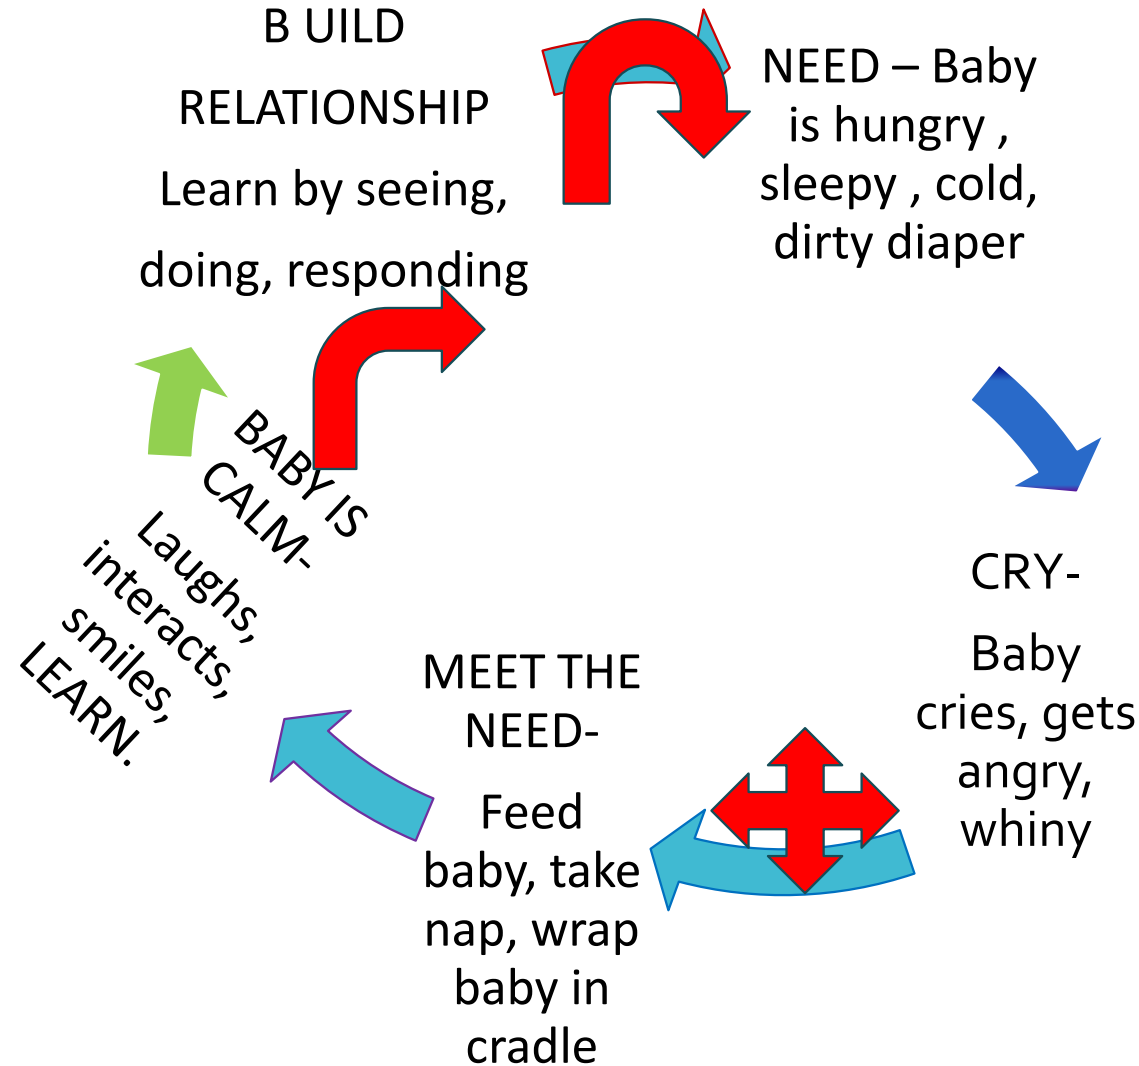 B UILD
RELATIONSHIP
Learn by seeing,
doing, responding
NEED – Baby
is hungry ,
sleepy , cold,
dirty diaper
CRY-
Baby
cries, gets
angry,
whiny
MEET THE
NEED-
Feed
baby, take
nap, wrap
baby in
cradle
BABY IS
CALM-
Laughs,
interacts,
smiles,
LEARN.